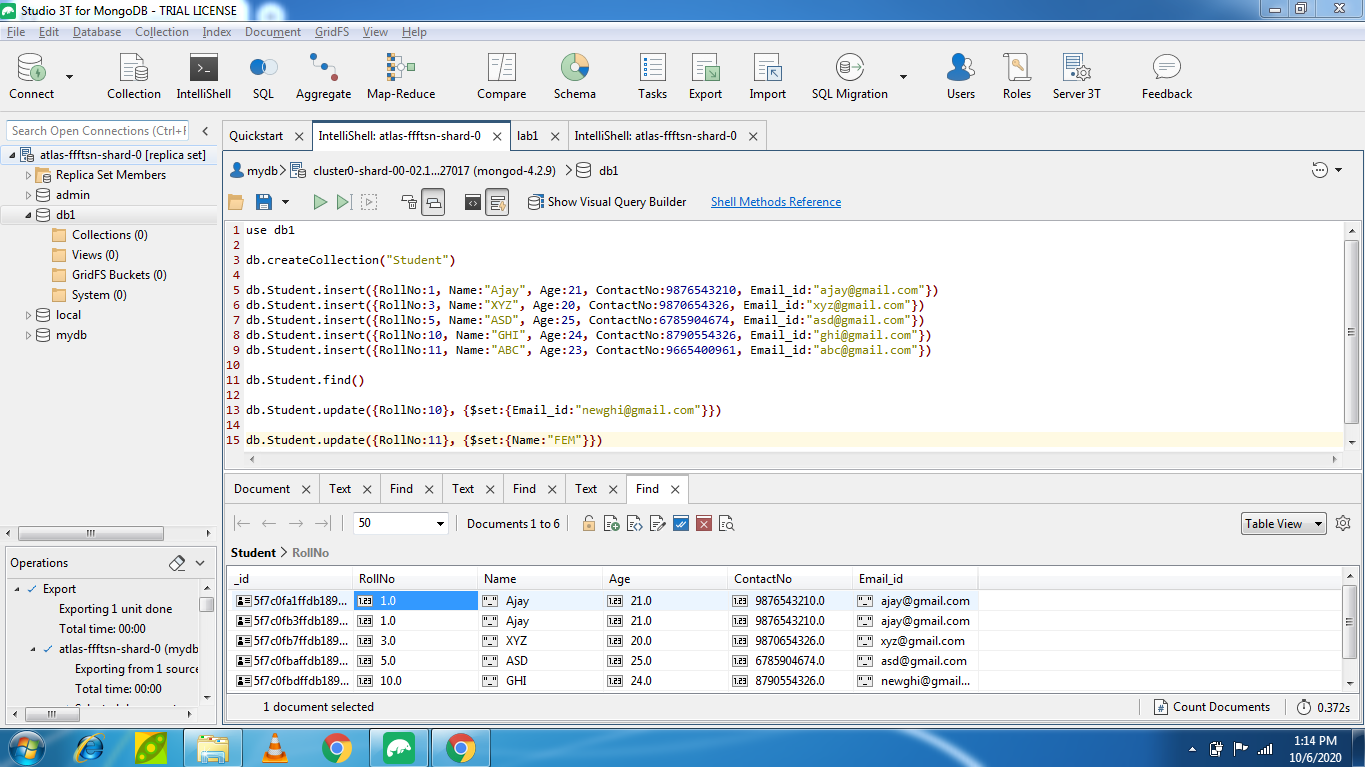 Studio 3T for MongoDB - TRIAL LICENSE
File Edit Database Collection Index Document GridFS View Help
Connect Collection IntelliShell SQL Aggregate Map-Reduce Compare Schema Tasks Export Import SQL Migration Users Roles Server 3T Feedback
Search Open Connections (Ctrl+F
Quickstart IntelliShell: atlas-ffftsn-shard-0 lab1 IntelliShell: atlas-ffftsn-shard-0
atlas-ffftsn-shard-0 [replica set]
Replica Set Members
admin
db1
Collections (0)
Views (0)
GridFS Buckets (0)
System (0)
local
mydb
mydb cluster0-shard-00-02.1...27017 (mongod-4.2.9) db1
Show Visual Query Builder Shell Methods Reference
1 use db1
2
3 db.createCollection("Student")
4
5 db.Student.insert({RollNo:1, Name:"Ajay", Age:21, ContactNo:9876543210, Email_id:"ajay@gmail.com"})
6 db.Student.insert({RollNo:3, Name:"XYZ", Age:20, ContactNo:9870654326, Email_id:"xyz@gmail.com"})
7 db.Student.insert({RollNo:5, Name:"ASD", Age:25, ContactNo:6785904674, Email_id:"asd@gmail.com"})
8 db.Student.insert({RollNo:10, Name:"GHI", Age:24, ContactNo:8790554326, Email_id:"ghi@gmail.com"})
9 db.Student.insert({RollNo:11, Name:"ABC", Age:23, ContactNo:9665400961, Email_id:"abc@gmail.com"})
10
11 db.Student.find()
12
13 db.Student.update({RollNo:10}, {$set:{Email_id:"newghi@gmail.com"}})
14
15 db.Student.update({RollNo:11}, {$set:{Name:"FEM"}})
Document Text Find Text Find Text Find
50 Documents 1 to 6 Table View
Student > RollNo
_id RollNo Name Age ContactNo Email_id
5f7c0fa1ffdb189... 1.0 Ajay 21.0 9876543210.0 ajay@gmail.com
5f7c0fb3ffdb189... 1.0 Ajay 21.0 9876543210.0 ajay@gmail.com
5f7c0fb7ffdb189... 3.0 XYZ 20.0 9870654326.0 xyz@gmail.com
5f7c0fbaffdb189... 5.0 ASD 25.0 6785904674.0 asd@gmail.com
5f7c0fbdffdb189... 10.0 GHI 24.0 8790554326.0 newghi@gmail...
1 document selected Count Documents 0.372s
Operations
Export
Exporting 1 unit done
Total time: 00:00
atlas-ffftsn-shard-0 (mydb
Exporting from 1 source
Total time: 00:00
1:14 PM
10/6/2020